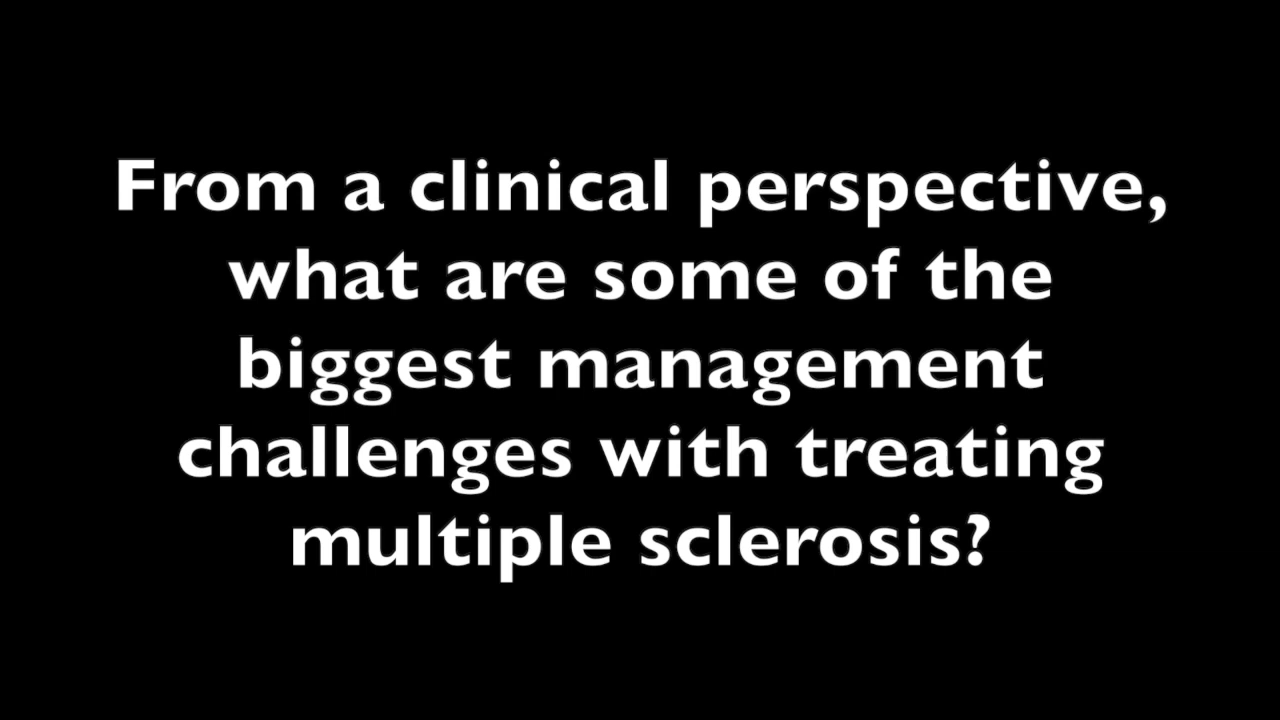 From a clinical perspective,
what are some of the
biggest management
challenges with treating
multiple sclerosis?